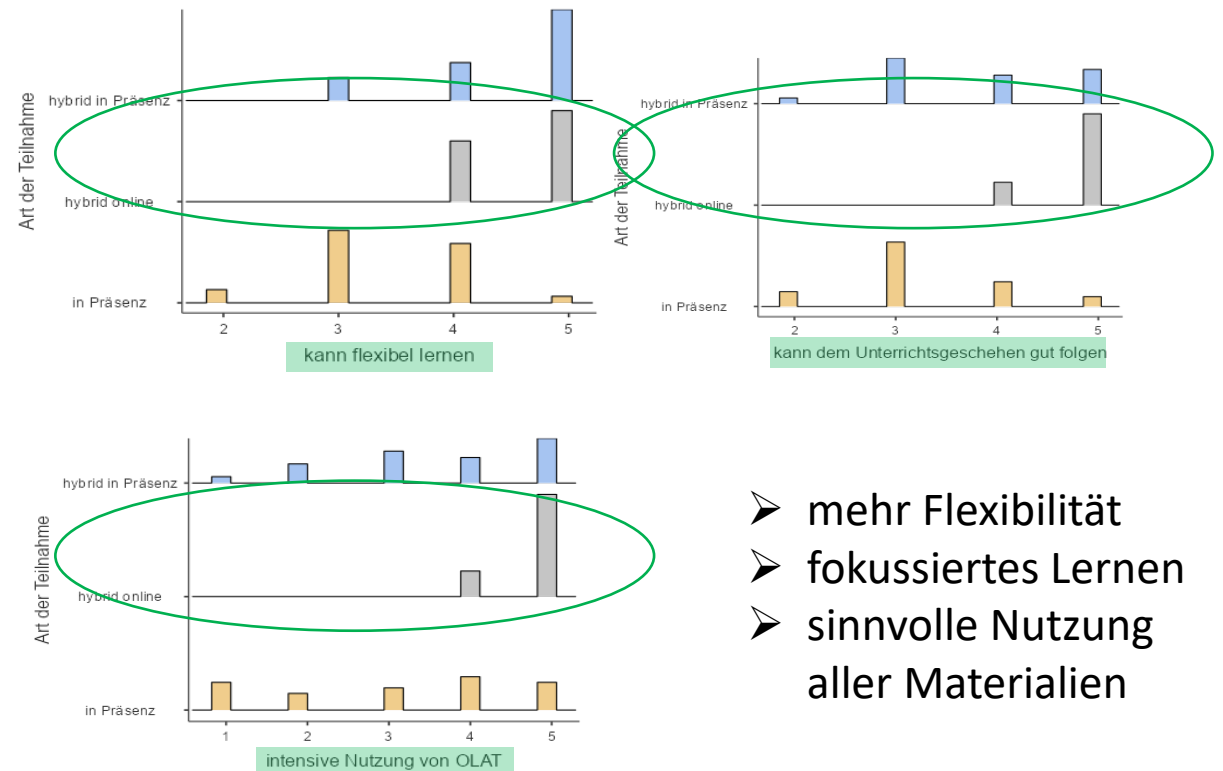 Art der Teilnahme
hybrid in Präsenz
hybrid online
in Präsenz
2 3 4 5
kann flexibel lernen
Art der Teilnahme
hybrid in Präsenz
hybrid online
in Präsenz
2 3 4 5
kann dem Unterrichtsgeschehen gut folgen
Art der Teilnahme
hybrid in Präsenz
hybrid online
in Präsenz
1 2 3 4 5
intensive Nutzung von OLAT
➢ mehr Flexibilität
➢ fokussiertes Lernen
➢ sinnvolle Nutzung
aller Materialien